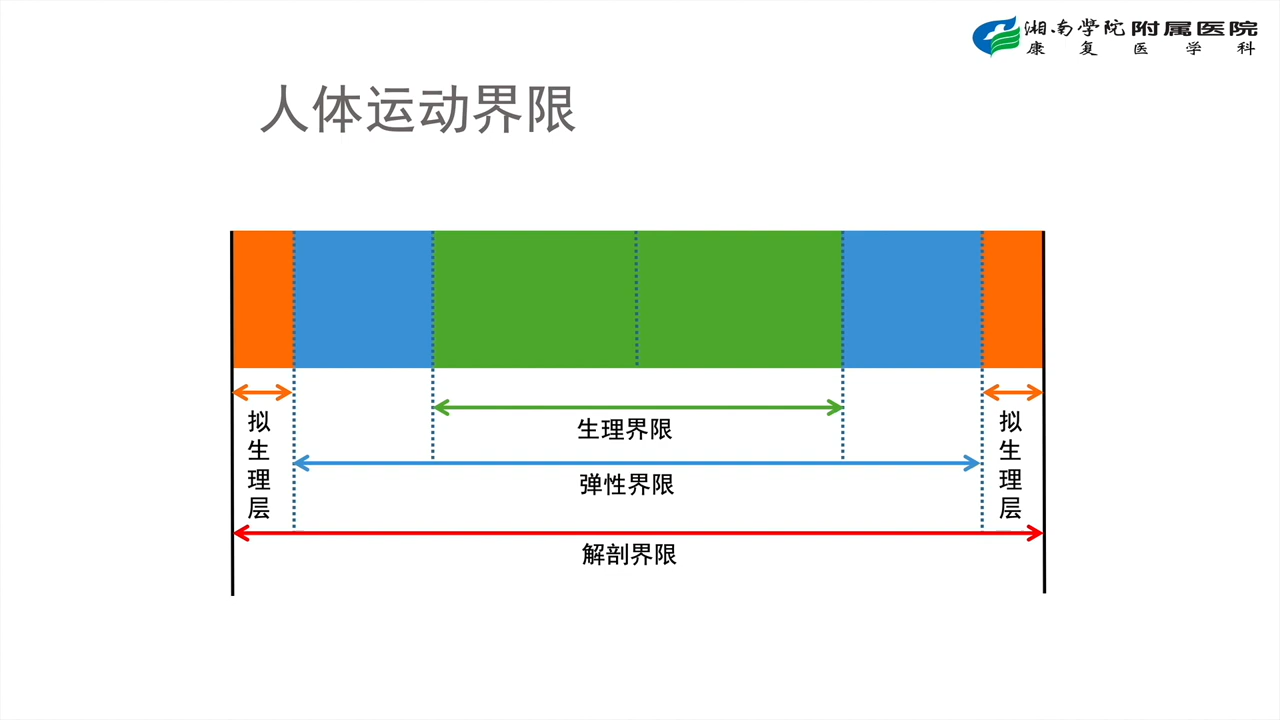 湘南学院附属医院
康复医学科
人体运动界限
拟生理层
拟生理层
生理界限
弹性界限
解剖界限